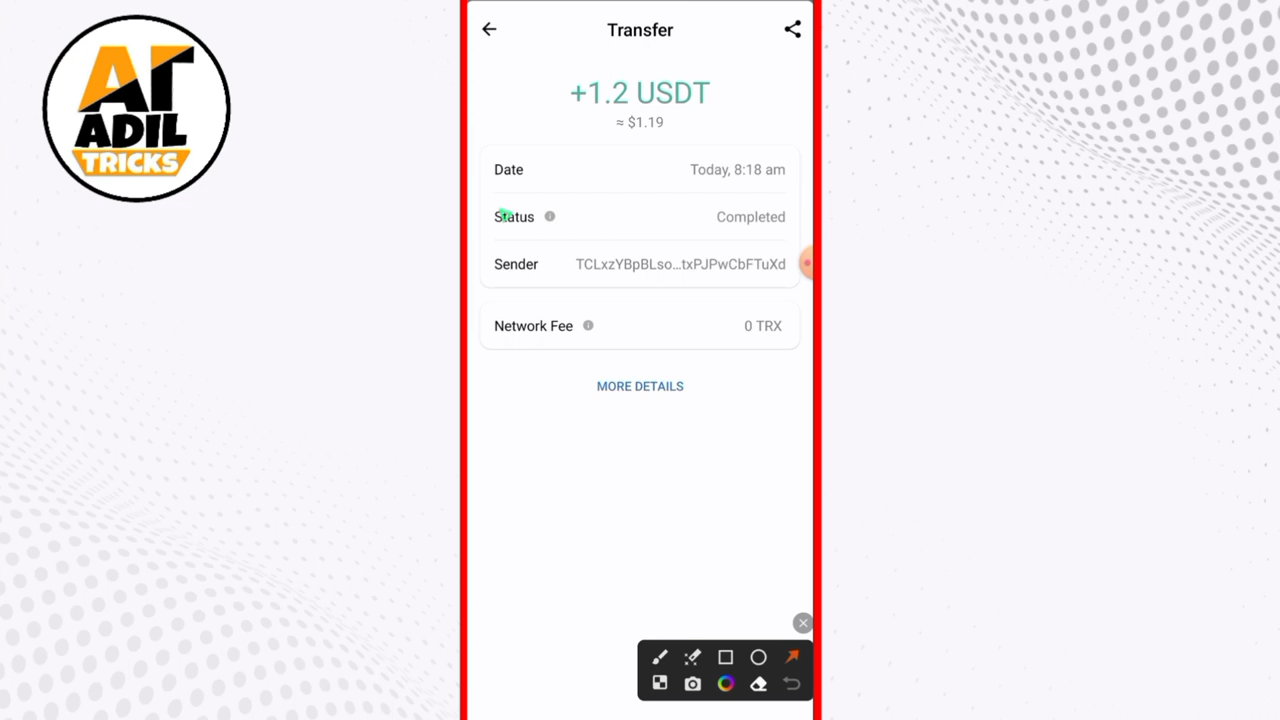 AT
ADIL
TRICKS
Transfer
+1.2 USDT
≈ $1.19
Date Today, 8:18 am
Status Completed
Sender TCLxzYBpBLso...txPJPwCbFTuXd
Network Fee 0 TRX
MORE DETAILS